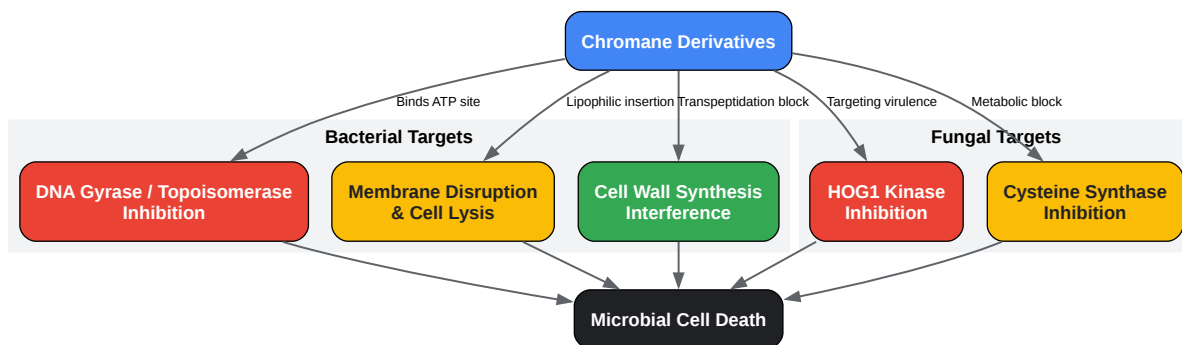 Chromane Derivatives
Binds ATP site
Lipophilic insertion
Transpeptidation block
Targeting virulence
Metabolic block
Bacterial Targets
Fungal Targets
DNA Gyrase / Topoisomerase
Inhibition
Membrane Disruption
& Cell Lysis
Cell Wall Synthesis
Interference
HOG1 Kinase
Inhibition
Cysteine Synthase
Inhibition
Microbial Cell Death